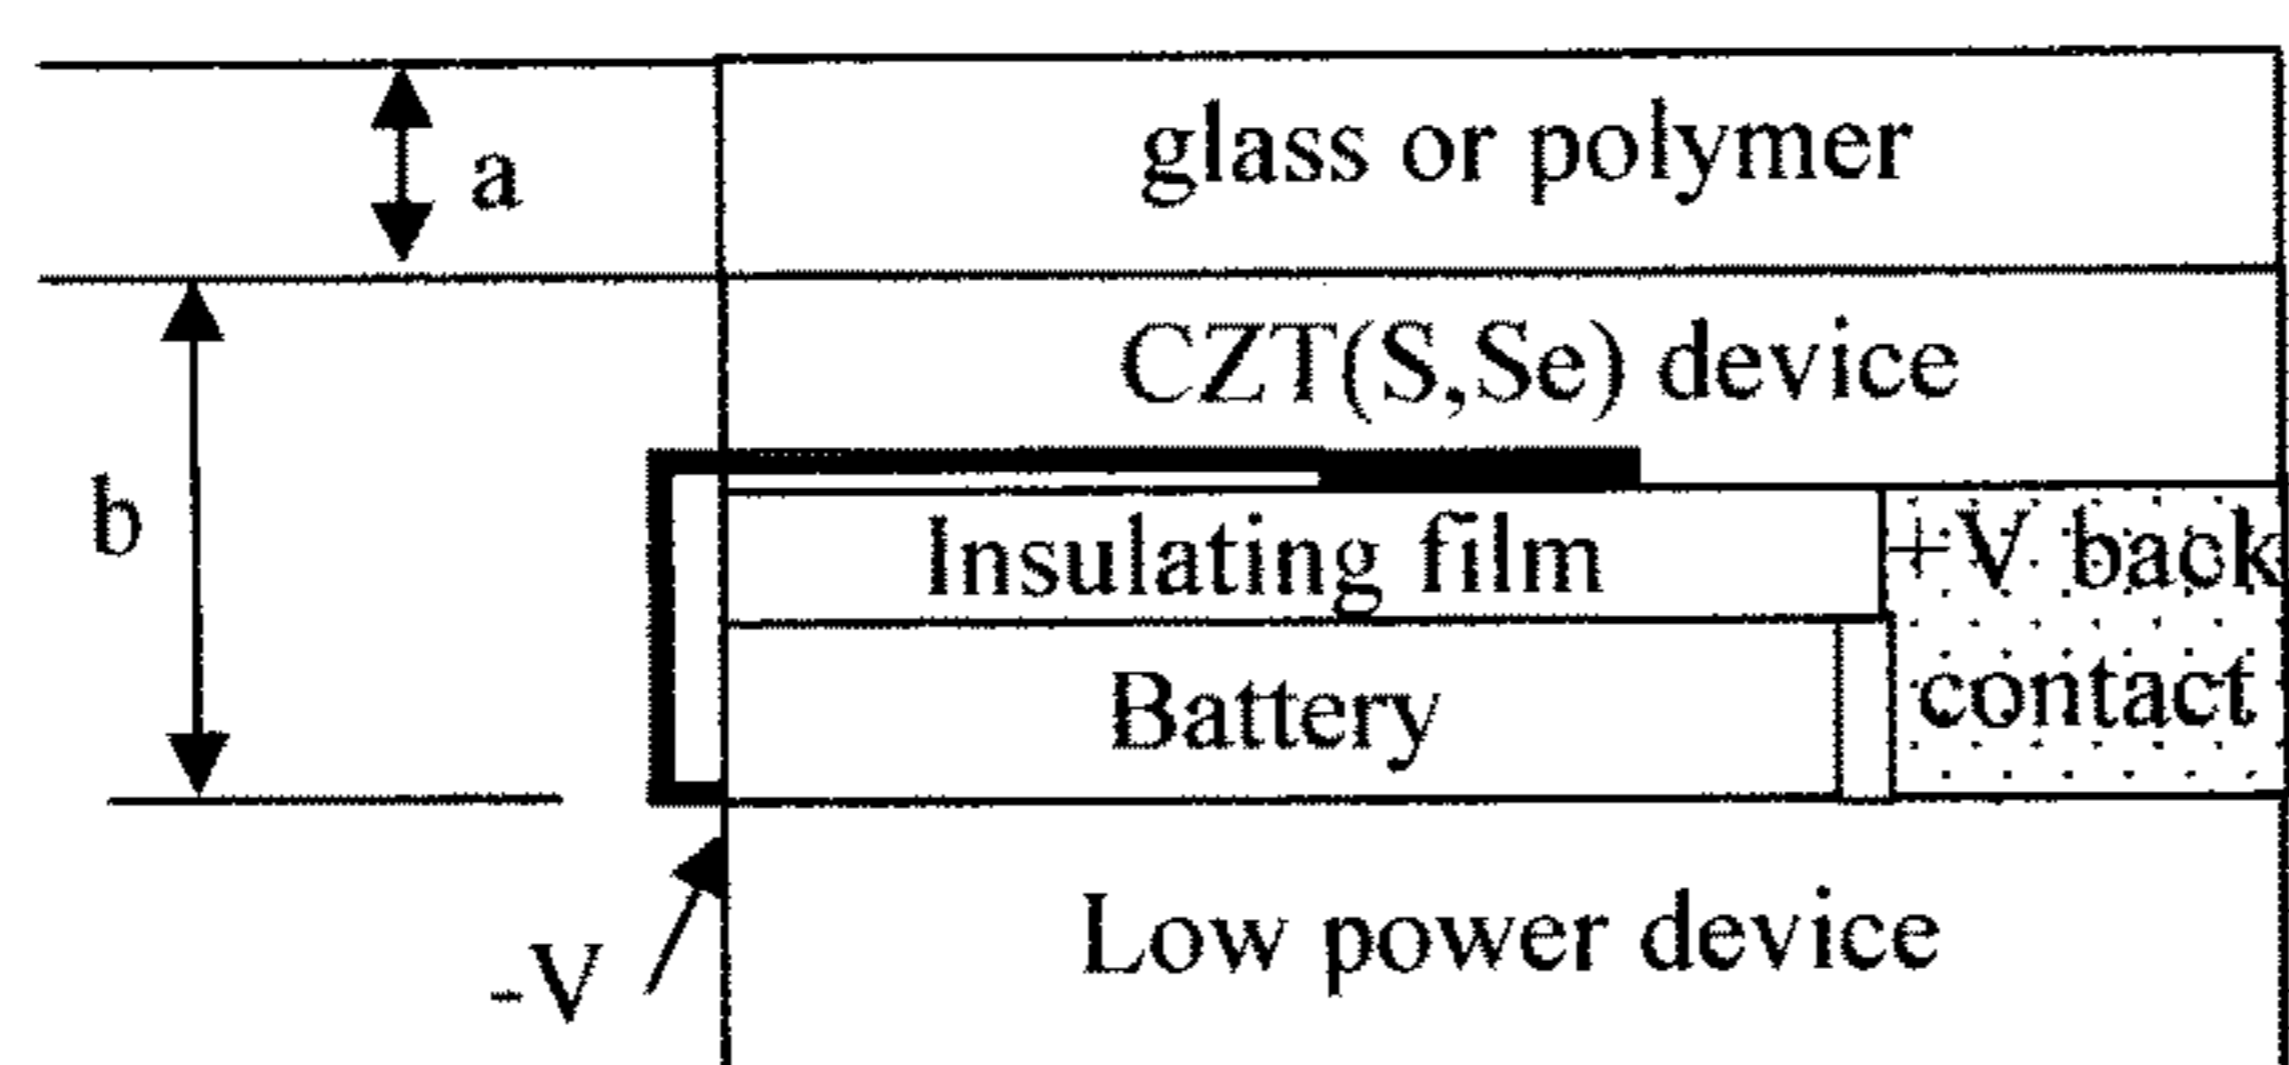 glass or polymer
a
CZT(S,Se) device
b
Insulating film
+V back
contact
Battery
Low power device
-V